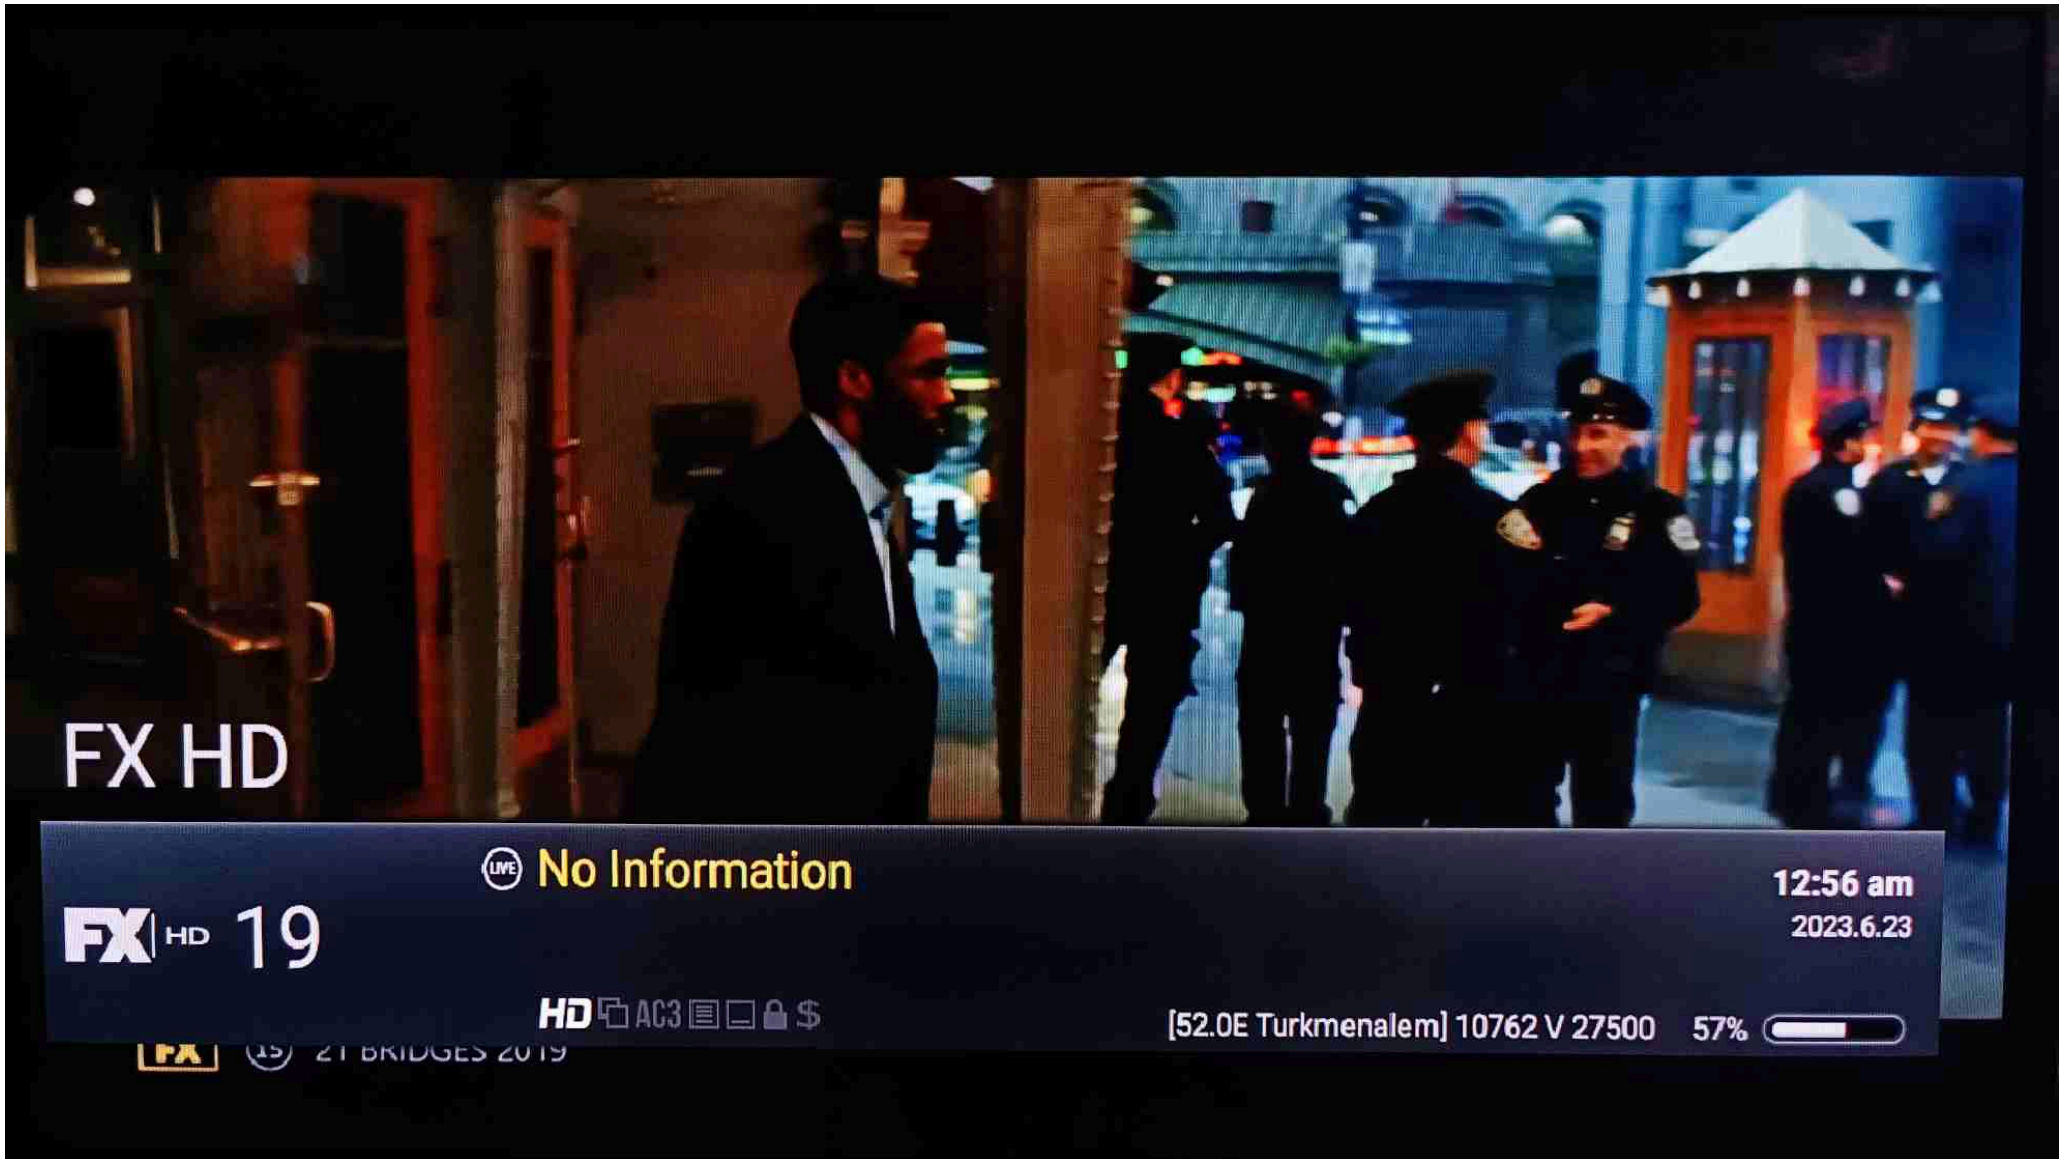 FX HD
LIVE No Information
12:56 am
2023.6.23
FX HD 19
HD AC3 $
[52.0E Turkmenalem] 10762 V 27500 57%
FX 15 21 BRIDGES 2019